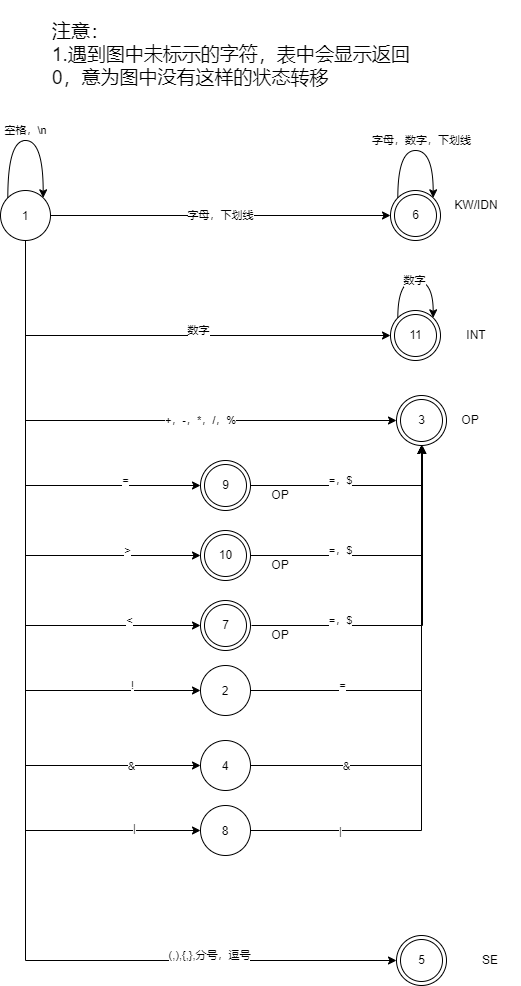 注意：
1.遇到图中未标示的字符，表中会显示返回
0，意为图中没有这样的状态转移
空格，\n
字母，数字，下划线
1
字母，下划线
6
KW/IDN
数字
数字
11
INT
+，-，*，/，%
3
OP
=
9
OP
=，$
>
10
OP
=，$
<
7
OP
=，$
!
2
=
&
4
&
|
8
|
(,),{,},分号，逗号
5
SE